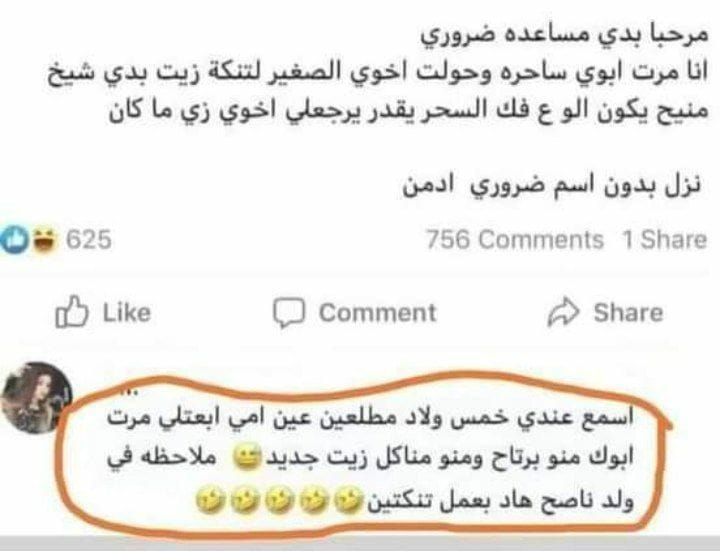 مرحبا بدي مساعده ضروري
انا مرت ابوي ساحره وحولت اخوي الصغير لتنكة زيت بدي شيخ
منيح يكون الو ع فك السحر يقدر يرجعلي اخوي زي ما كان
نزل بدون اسم ضروري ادمن
625
756 Comments 1 Share
Like Comment Share
...
اسمع عندي خمس ولاد مطلعين عين امي ابعتلي مرت
ابوك منو برتاح ومنو مناكل زيت جديد😅 ملاحظه في
ولد ناصح هاد بعمل تنكتين🤣🤣🤣🤣🤣